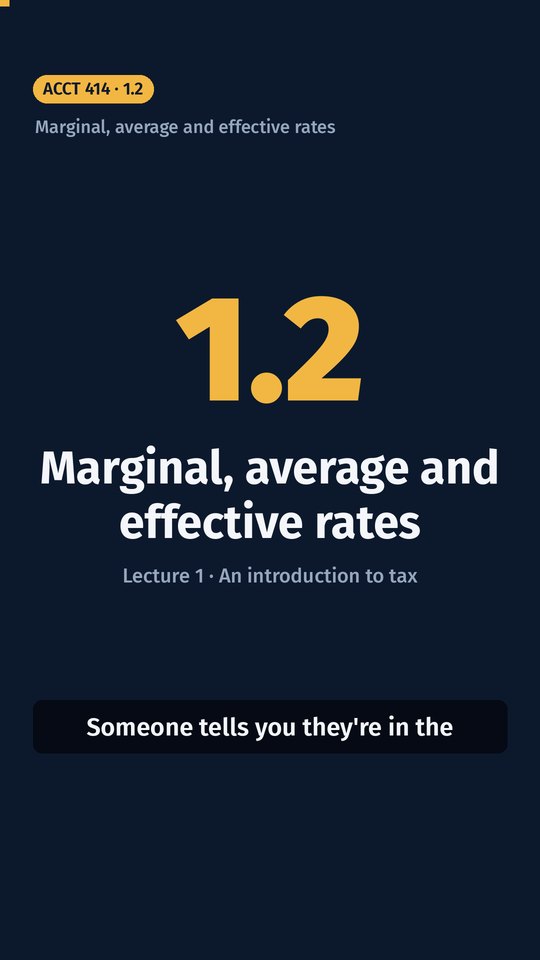 ACCT 414 · 1.2
Marginal, average and effective rates
1.2
Marginal, average and
effective rates
Lecture 1 · An introduction to tax
Someone tells you they're in the